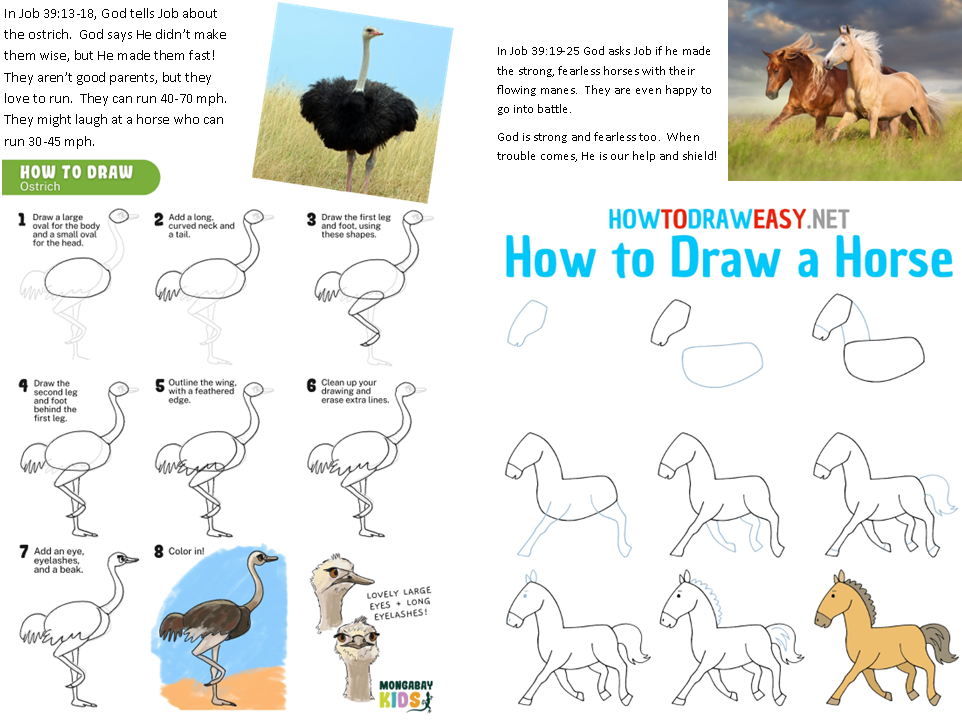 In Job 39:13-18, God tells Job about
the ostrich.  God says He didn't make
them wise, but He made them fast!
They aren't good parents, but they
love to run.  They can run 40-70 mph.
They might laugh at a horse who can
run 30-45 mph.
HOW TO DRAW
Ostrich
1 Draw a large
oval for the body
and a small oval
for the head.
2 Add a long,
curved neck and
a tail.
3 Draw the first leg
and foot, using
these shapes.
4 Draw the
second leg
and foot
behind the
first leg.
5 Outline the wing,
with a feathered
edge.
6 Clean up your
drawing and
erase extra lines.
7 Add an eye,
eyelashes,
and a beak.
8 Color in!
LOVELY LARGE
EYES + LONG
EYELASHES!
MONGABAY
KIDS
In Job 39:19-25 God asks Job if he made
the strong, fearless horses with their
flowing manes.  They are even happy to
go into battle.
God is strong and fearless too.  When
trouble comes, He is our help and shield!
HOWTODRAWEASY.NET
How to Draw a Horse